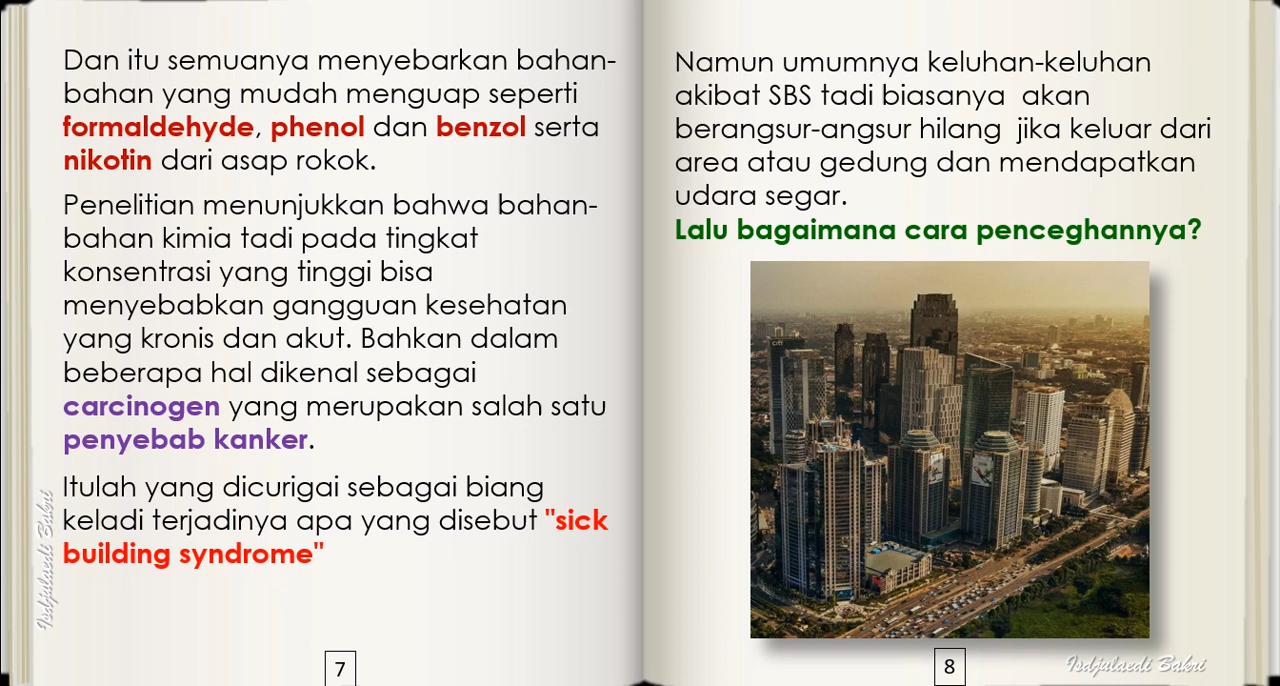 Dan itu semuanya menyebarkan bahan-
bahan yang mudah menguap seperti
formaldehyde, phenol dan benzol serta
nikotin dari asap rokok.
Penelitian menunjukkan bahwa bahan-
bahan kimia tadi pada tingkat
konsentrasi yang tinggi bisa
menyebabkan gangguan kesehatan
yang kronis dan akut. Bahkan dalam
beberapa hal dikenal sebagai
carcinogen yang merupakan salah satu
penyebab kanker.
Itulah yang dicurigai sebagai biang
keladi terjadinya apa yang disebut "sick
building syndrome"
Isdjulaedi Bakri
7
Namun umumnya keluhan-keluhan
akibat SBS tadi biasanya akan
berangsur-angsur hilang jika keluar dari
area atau gedung dan mendapatkan
udara segar.
Lalu bagaimana cara penceghannya?
citi
8
Isdjulaedi Bakri